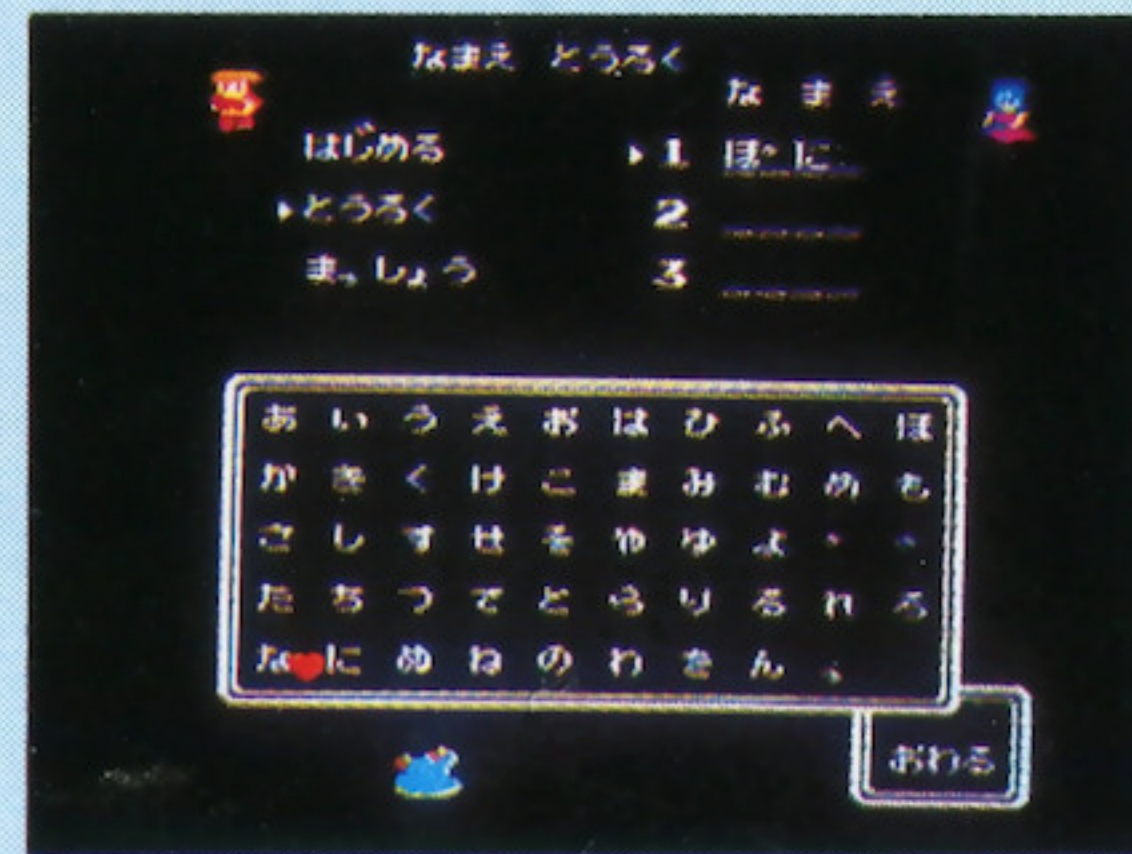 なまえ とうろく
なまえ
はじめる
とうろく
まっしょう
1 ぽに
2
3
あ い う え お は ひ ふ へ ほ
か き く け こ ま み む め も
さ し す せ そ や ゆ よ ゛ ゜
た ち つ て と ら り る れ ろ
な に ぬ ね の わ を ん
おわる